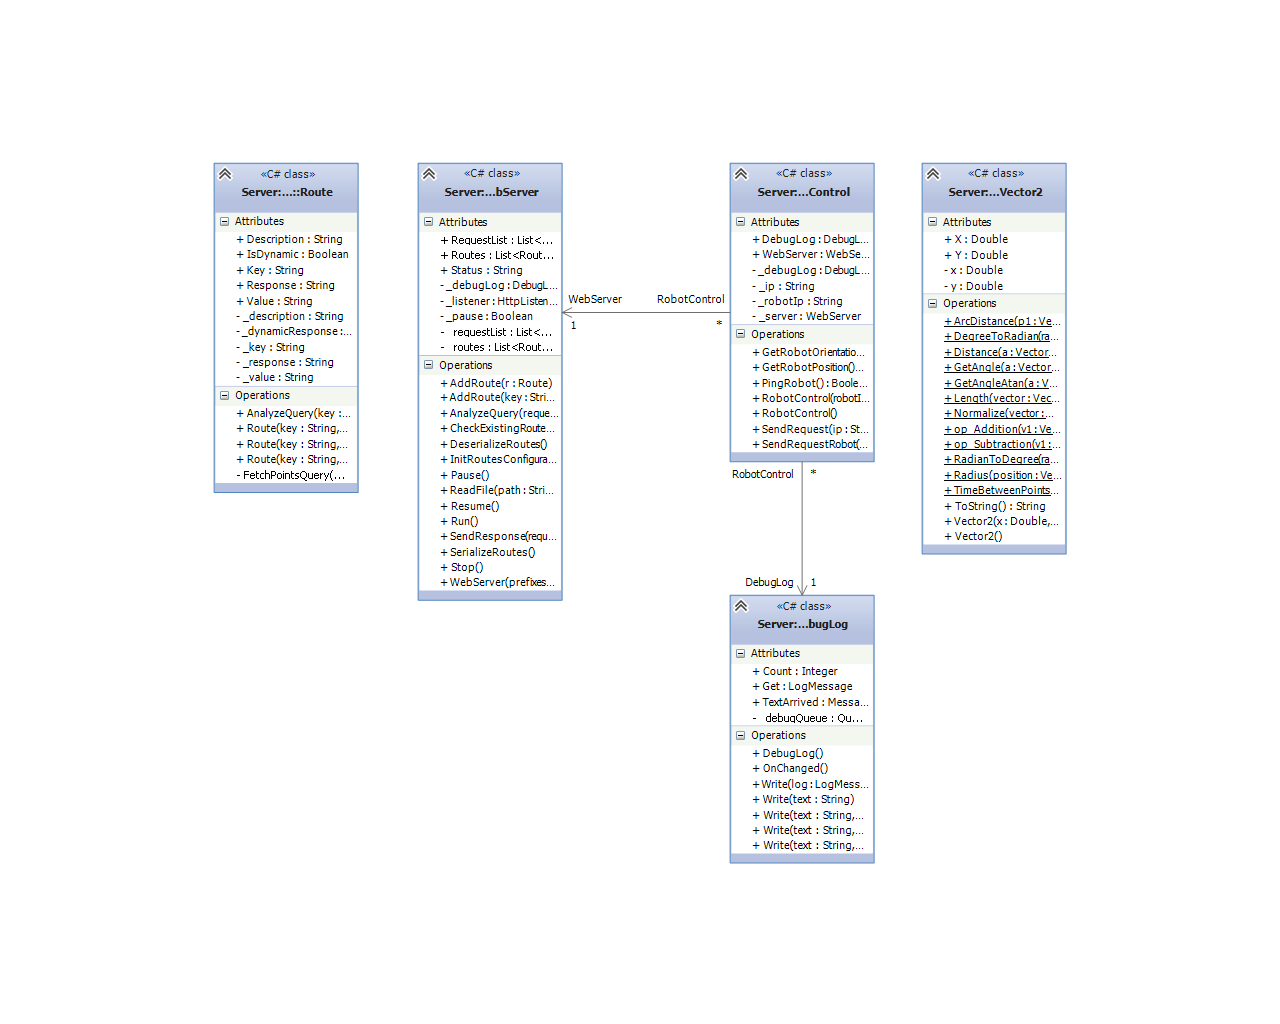 «C# class»
Server:...::Route
Attributes
+ Description : String
+ IsDynamic : Boolean
+ Key : String
+ Response : String
+ Value : String
- _description : String
- _dynamicResponse :...
- _key : String
- _response : String
- _value : String
Operations
+ AnalyzeQuery(key :...
+ Route(key : String,...
+ Route(key : String,...
+ Route(key : String,...
- FetchPointsQuery(...
«C# class»
Server:...bServer
Attributes
+ RequestList : List<...
+ Routes : List<Rout...
+ Status : String
- _debugLog : DebugL...
- _listener : HttpListen...
- _pause : Boolean
- _requestList : List<...
- _routes : List<Rout...
Operations
+ AddRoute(r : Route)
+ AddRoute(key : Stri...
+ AnalyzeQuery(reque...
+ CheckExistingRoute...
+ DeserializeRoutes()
+ InitRoutesConfigura...
+ Pause()
+ ReadFile(path : Stri...
+ Resume()
+ Run()
+ SendResponse(requ...
+ SerializeRoutes()
+ Stop()
+ WebServer(prefixes...
WebServer
1
RobotControl
*
«C# class»
Server:...Control
Attributes
+ DebugLog : DebugL...
+ WebServer : WebSe...
- _debugLog : DebugL...
- _ip : String
- _robotIp : String
- _server : WebServer
Operations
+ GetRobotOrientatio...
+ GetRobotPosition()...
+ PingRobot() : Boole...
+ RobotControl(robotI...
+ RobotControl()
+ SendRequest(ip : St...
+ SendRequestRobot(...
RobotControl
*
DebugLog
1
«C# class»
Server:...bugLog
Attributes
+ Count : Integer
+ Get : LogMessage
+ TextArrived : Messa...
- _debugQueue : Qu...
Operations
+ DebugLog()
+ OnChanged()
+ Write(log : LogMess...
+ Write(text : String)
+ Write(text : String,...
+ Write(text : String,...
+ Write(text : String,...
«C# class»
Server:...Vector2
Attributes
+ X : Double
+ Y : Double
- x : Double
- y : Double
Operations
+ ArcDistance(p1 : Ve...
+ DegreeToRadian(ra...
+ Distance(a : Vector...
+ GetAngle(a : Vector...
+ GetAngleAtan(a : V...
+ Length(vector : Vec...
+ Normalize(vector :...
+ op_Addition(v1 : Ve...
+ op_Subtraction(v1 :...
+ RadianToDegree(ra...
+ Radius(position : Ve...
+ TimeBetweenPoints...
+ ToString() : String
+ Vector2(x : Double,...
+ Vector2()